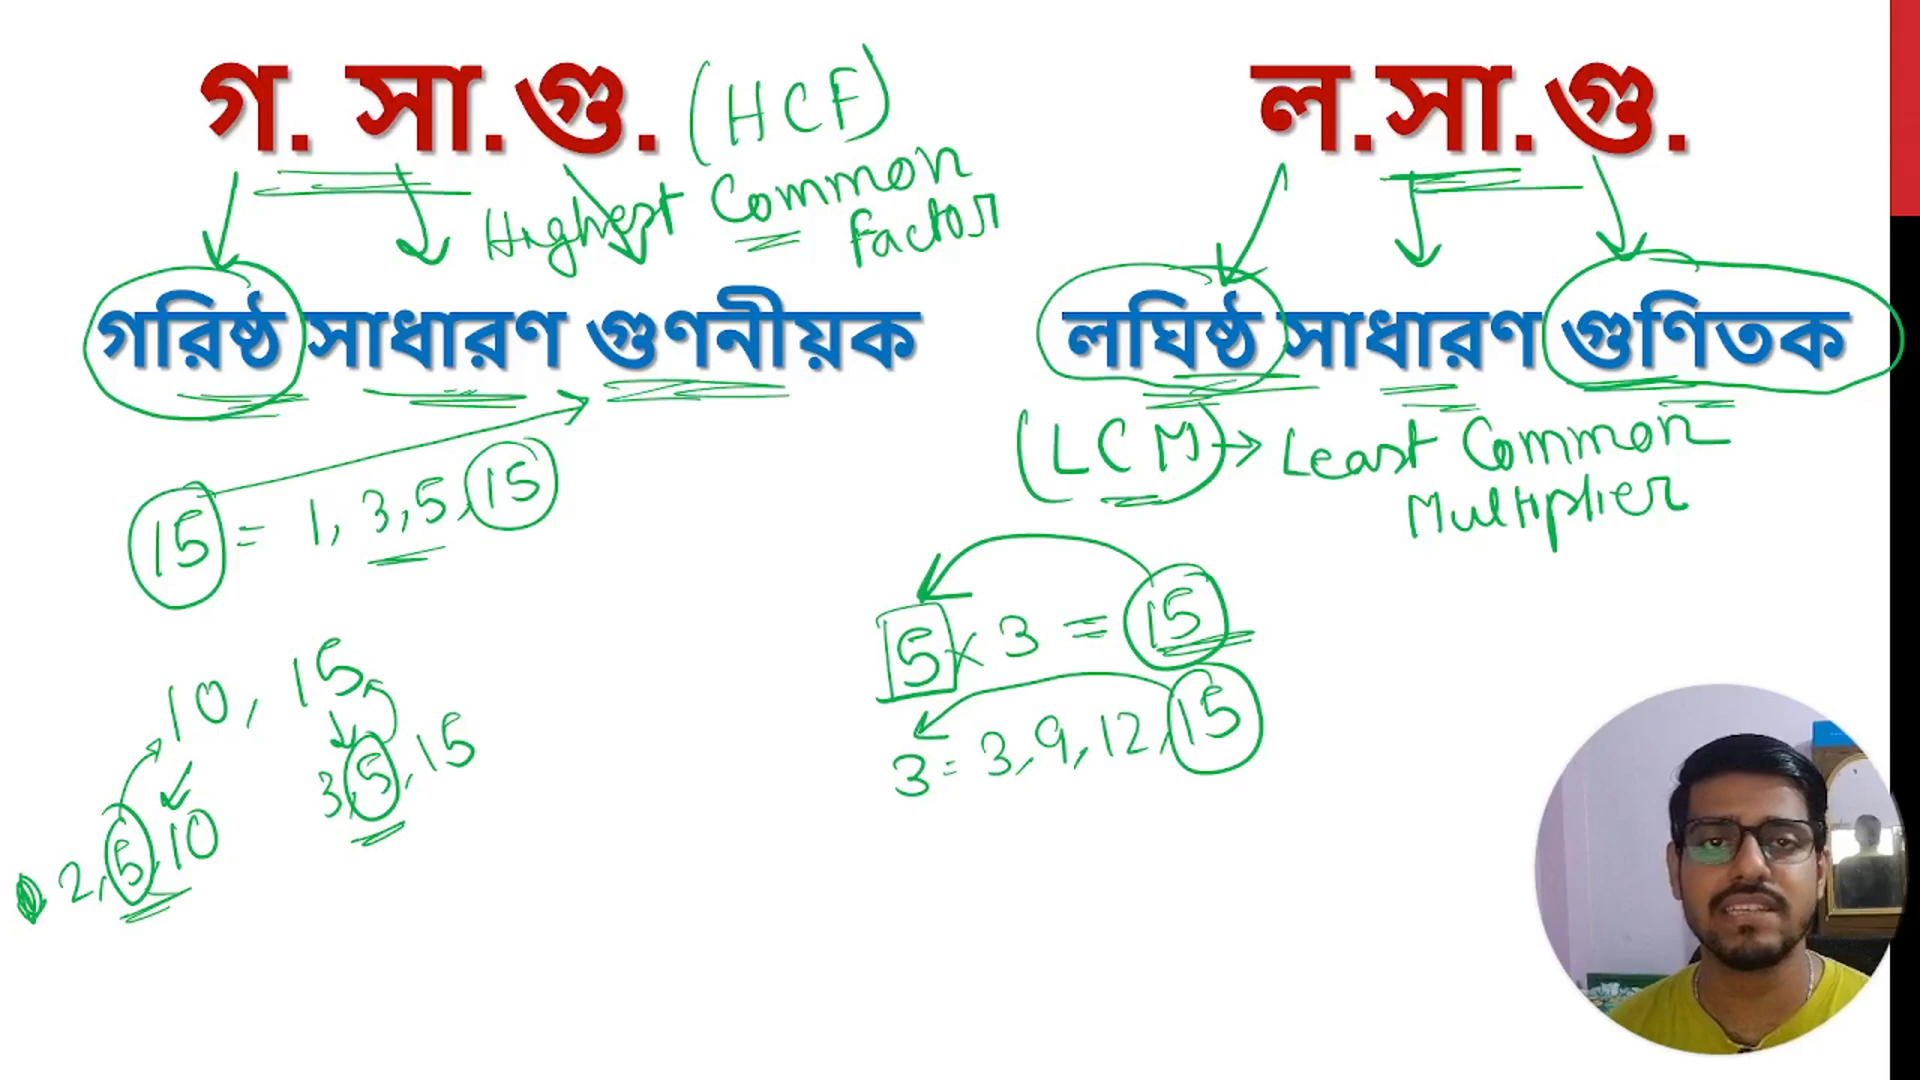 গ. সা.গু. (HCF)
Highest Common
Factor
গরিষ্ঠ সাধারণ গুণনীয়ক
15 = 1, 3, 5, 15
10, 15
3, 5, 15
2, 5, 10
ল.সা.গু.
লঘিষ্ঠ সাধারণ গুণিতক
(LCM) → Least Common
Multiplier
5 × 3 = 15
3 = 3, 9, 12, 15